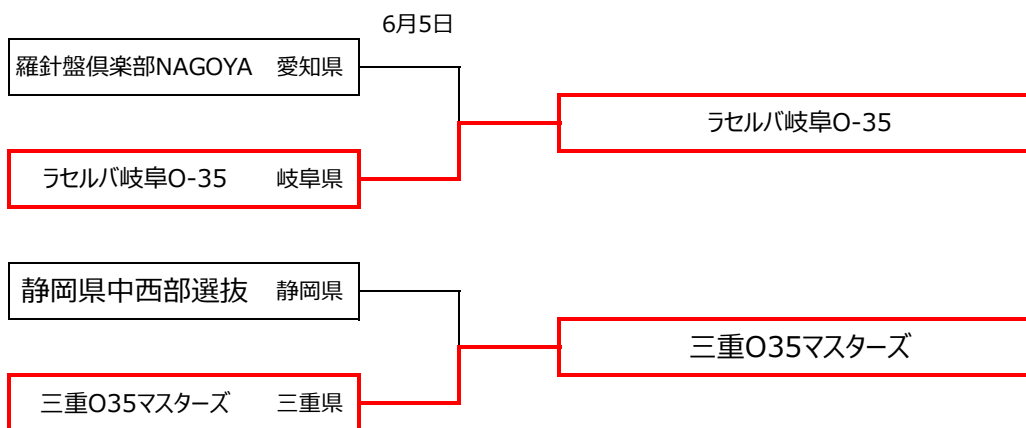 6月5日
羅針盤倶楽部NAGOYA 愛知県
ラセルバ岐阜O-35
ラセルバ岐阜O-35 岐阜県
静岡県中西部選抜 静岡県
三重O35マスターズ
三重O35マスターズ 三重県